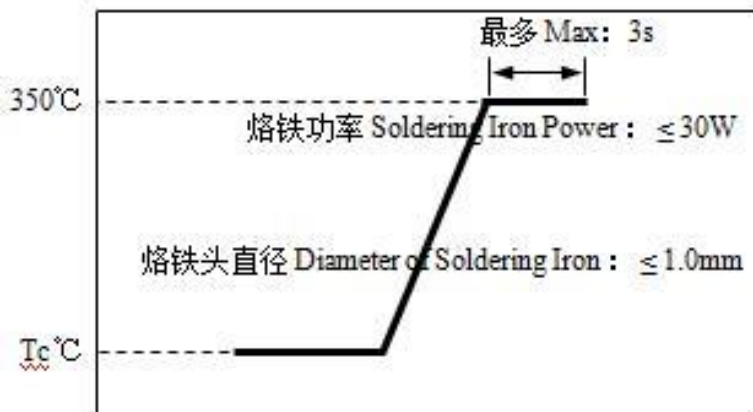 最多 Max：3s
350℃
烙铁功率 Soldering Iron Power：≤30W
烙铁头直径 Diameter of Soldering Iron：≤1.0mm
Tc℃